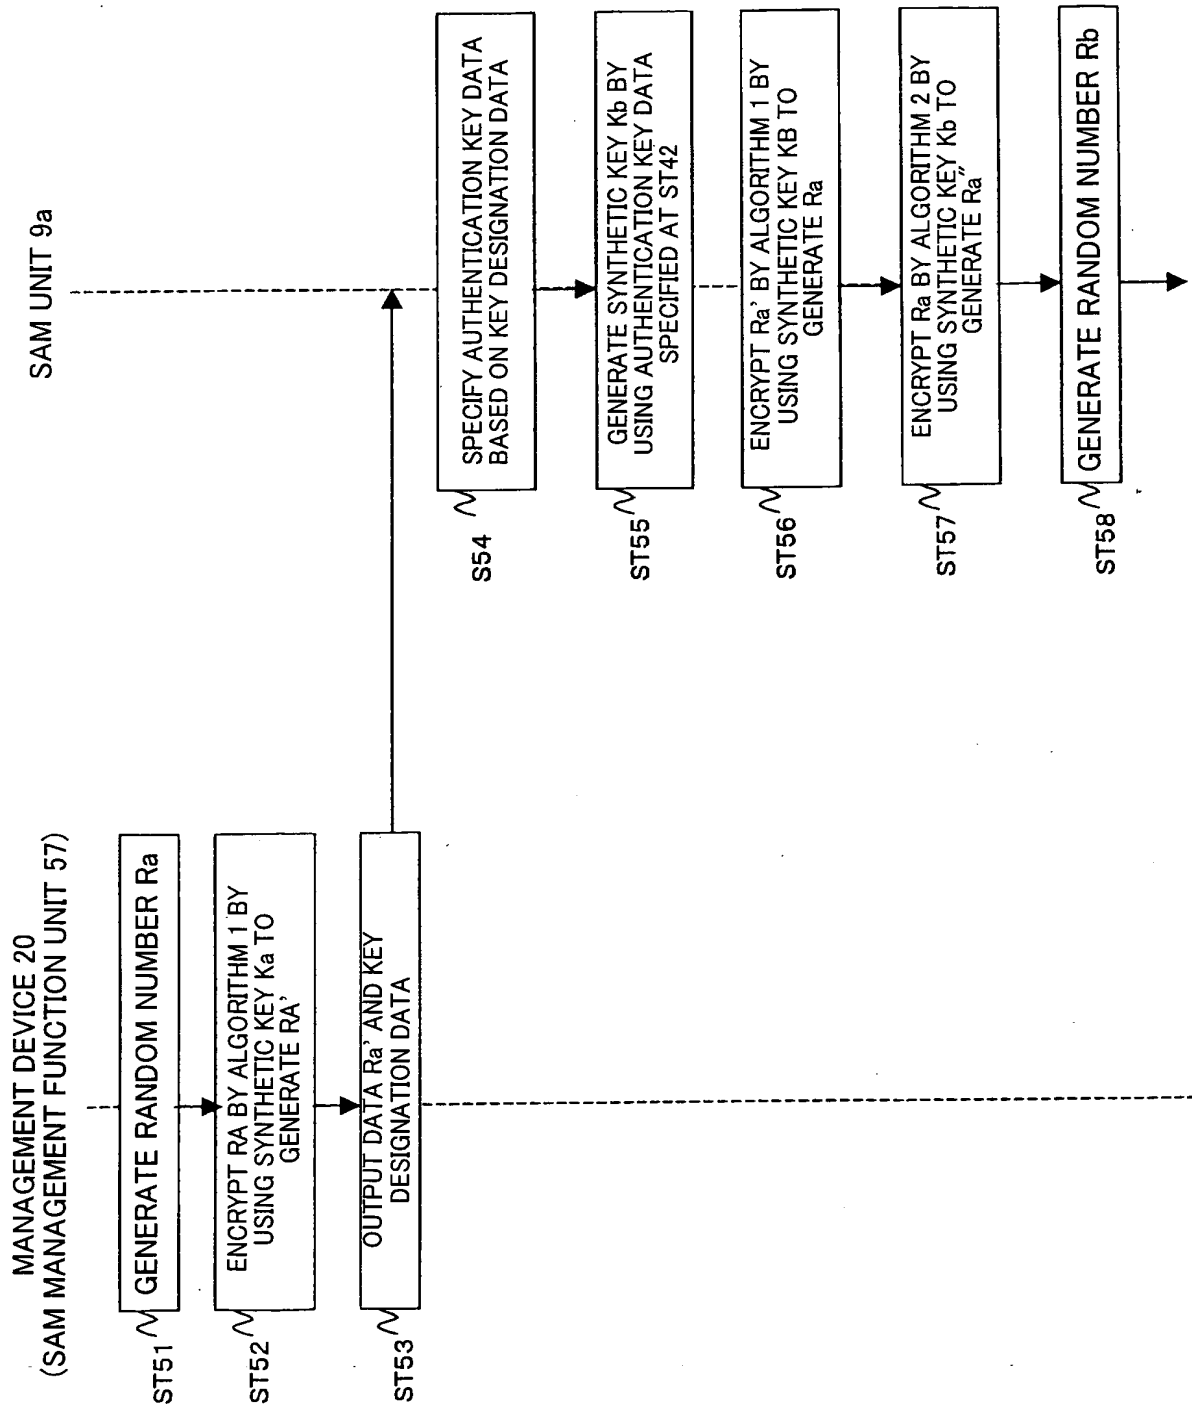 MANAGEMENT DEVICE 20
(SAM MANAGEMENT FUNCTION UNIT 57)
SAM UNIT 9a
ST51
GENERATE RANDOM NUMBER Ra
ST52
ENCRYPT RA BY ALGORITHM 1 BY
USING SYNTHETIC KEY Ka TO
GENERATE RA'
ST53
OUTPUT DATA Ra' AND KEY
DESIGNATION DATA
S54
SPECIFY AUTHENTICATION KEY DATA
BASED ON KEY DESIGNATION DATA
ST55
GENERATE SYNTHETIC KEY Kb BY
USING AUTHENTICATION KEY DATA
SPECIFIED AT ST42
ST56
ENCRYPT Ra' BY ALGORITHM 1 BY
USING SYNTHETIC KEY KB TO
GENERATE Ra
ST57
ENCRYPT Ra BY ALGORITHM 2 BY
USING SYNTHETIC KEY Kb TO
GENERATE Ra"
ST58
GENERATE RANDOM NUMBER Rb